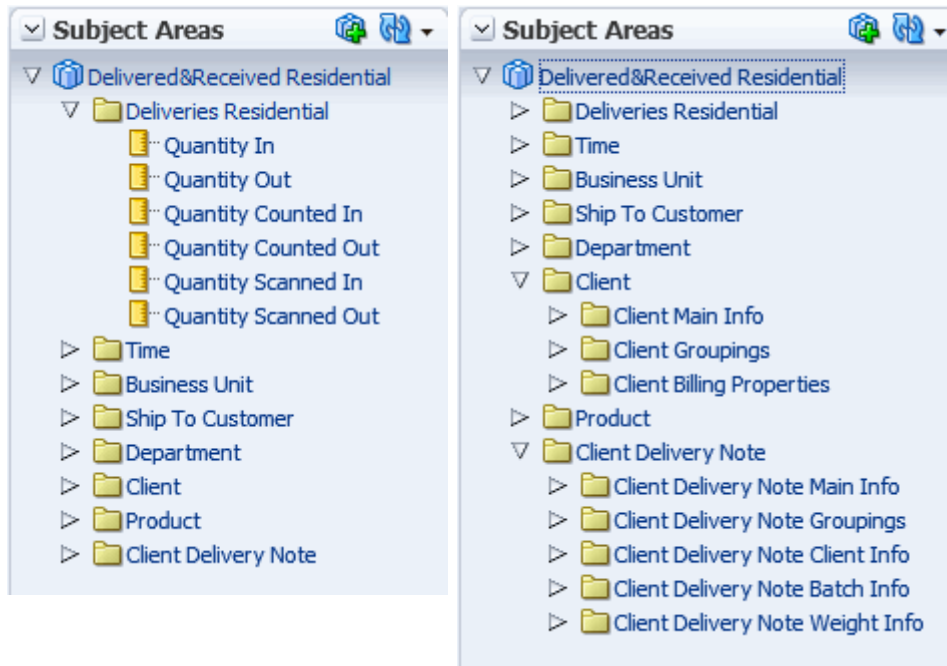 Subject Areas
Delivered&Received Residential
Deliveries Residential
Quantity In
Quantity Out
Quantity Counted In
Quantity Counted Out
Quantity Scanned In
Quantity Scanned Out
Time
Business Unit
Ship To Customer
Department
Client
Product
Client Delivery Note
Subject Areas
Delivered&Received Residential
Deliveries Residential
Time
Business Unit
Ship To Customer
Department
Client
Client Main Info
Client Groupings
Client Billing Properties
Product
Client Delivery Note
Client Delivery Note Main Info
Client Delivery Note Groupings
Client Delivery Note Client Info
Client Delivery Note Batch Info
Client Delivery Note Weight Info